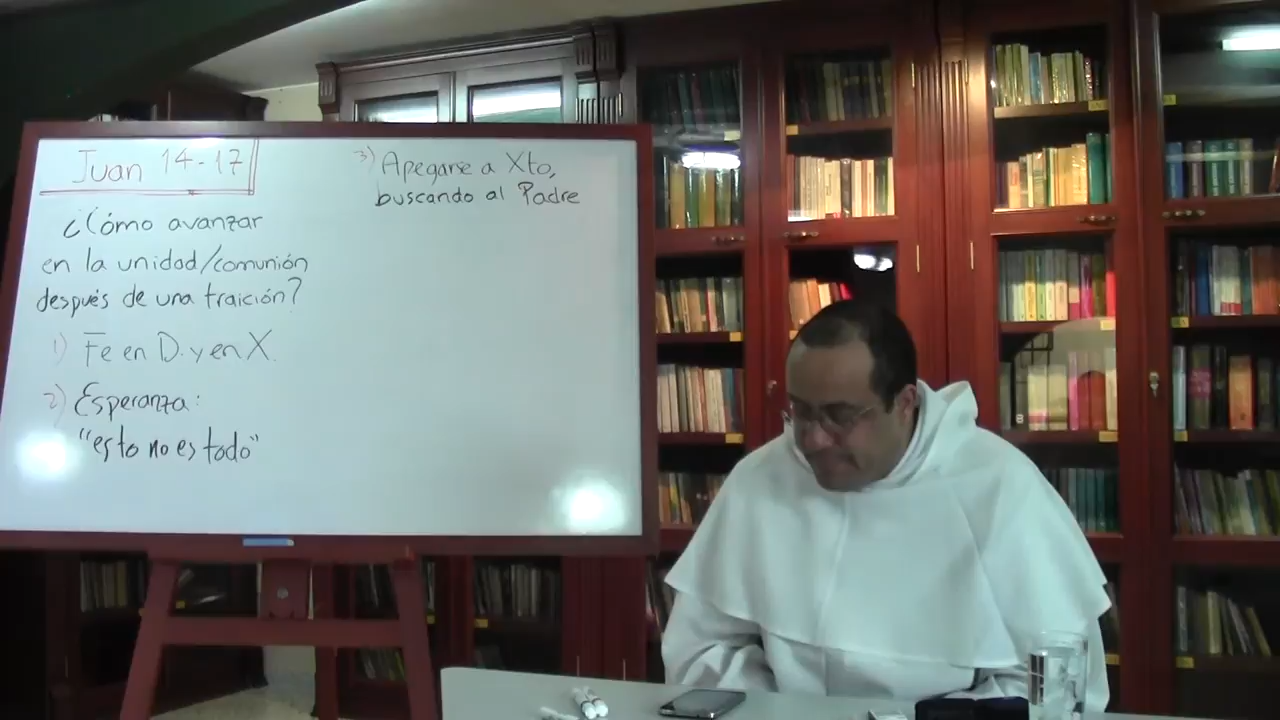 Juan 14-17
¿Cómo avanzar
en la unidad/comunión
después de una traición?
1) Fe en D. y en X.
2) Esperanza:
"esto no es todo"
3) Apegarse a Xto,
buscando al Padre